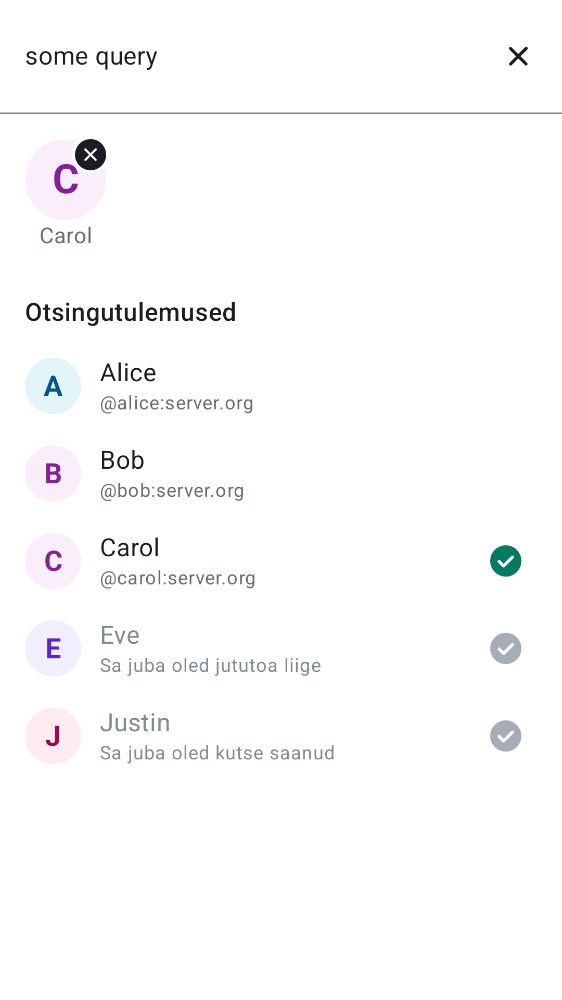 some query
C
Carol
Otsingutulemused
A
Alice
@alice:server.org
B
Bob
@bob:server.org
C
Carol
@carol:server.org
E
Eve
Sa juba oled jututoa liige
J
Justin
Sa juba oled kutse saanud